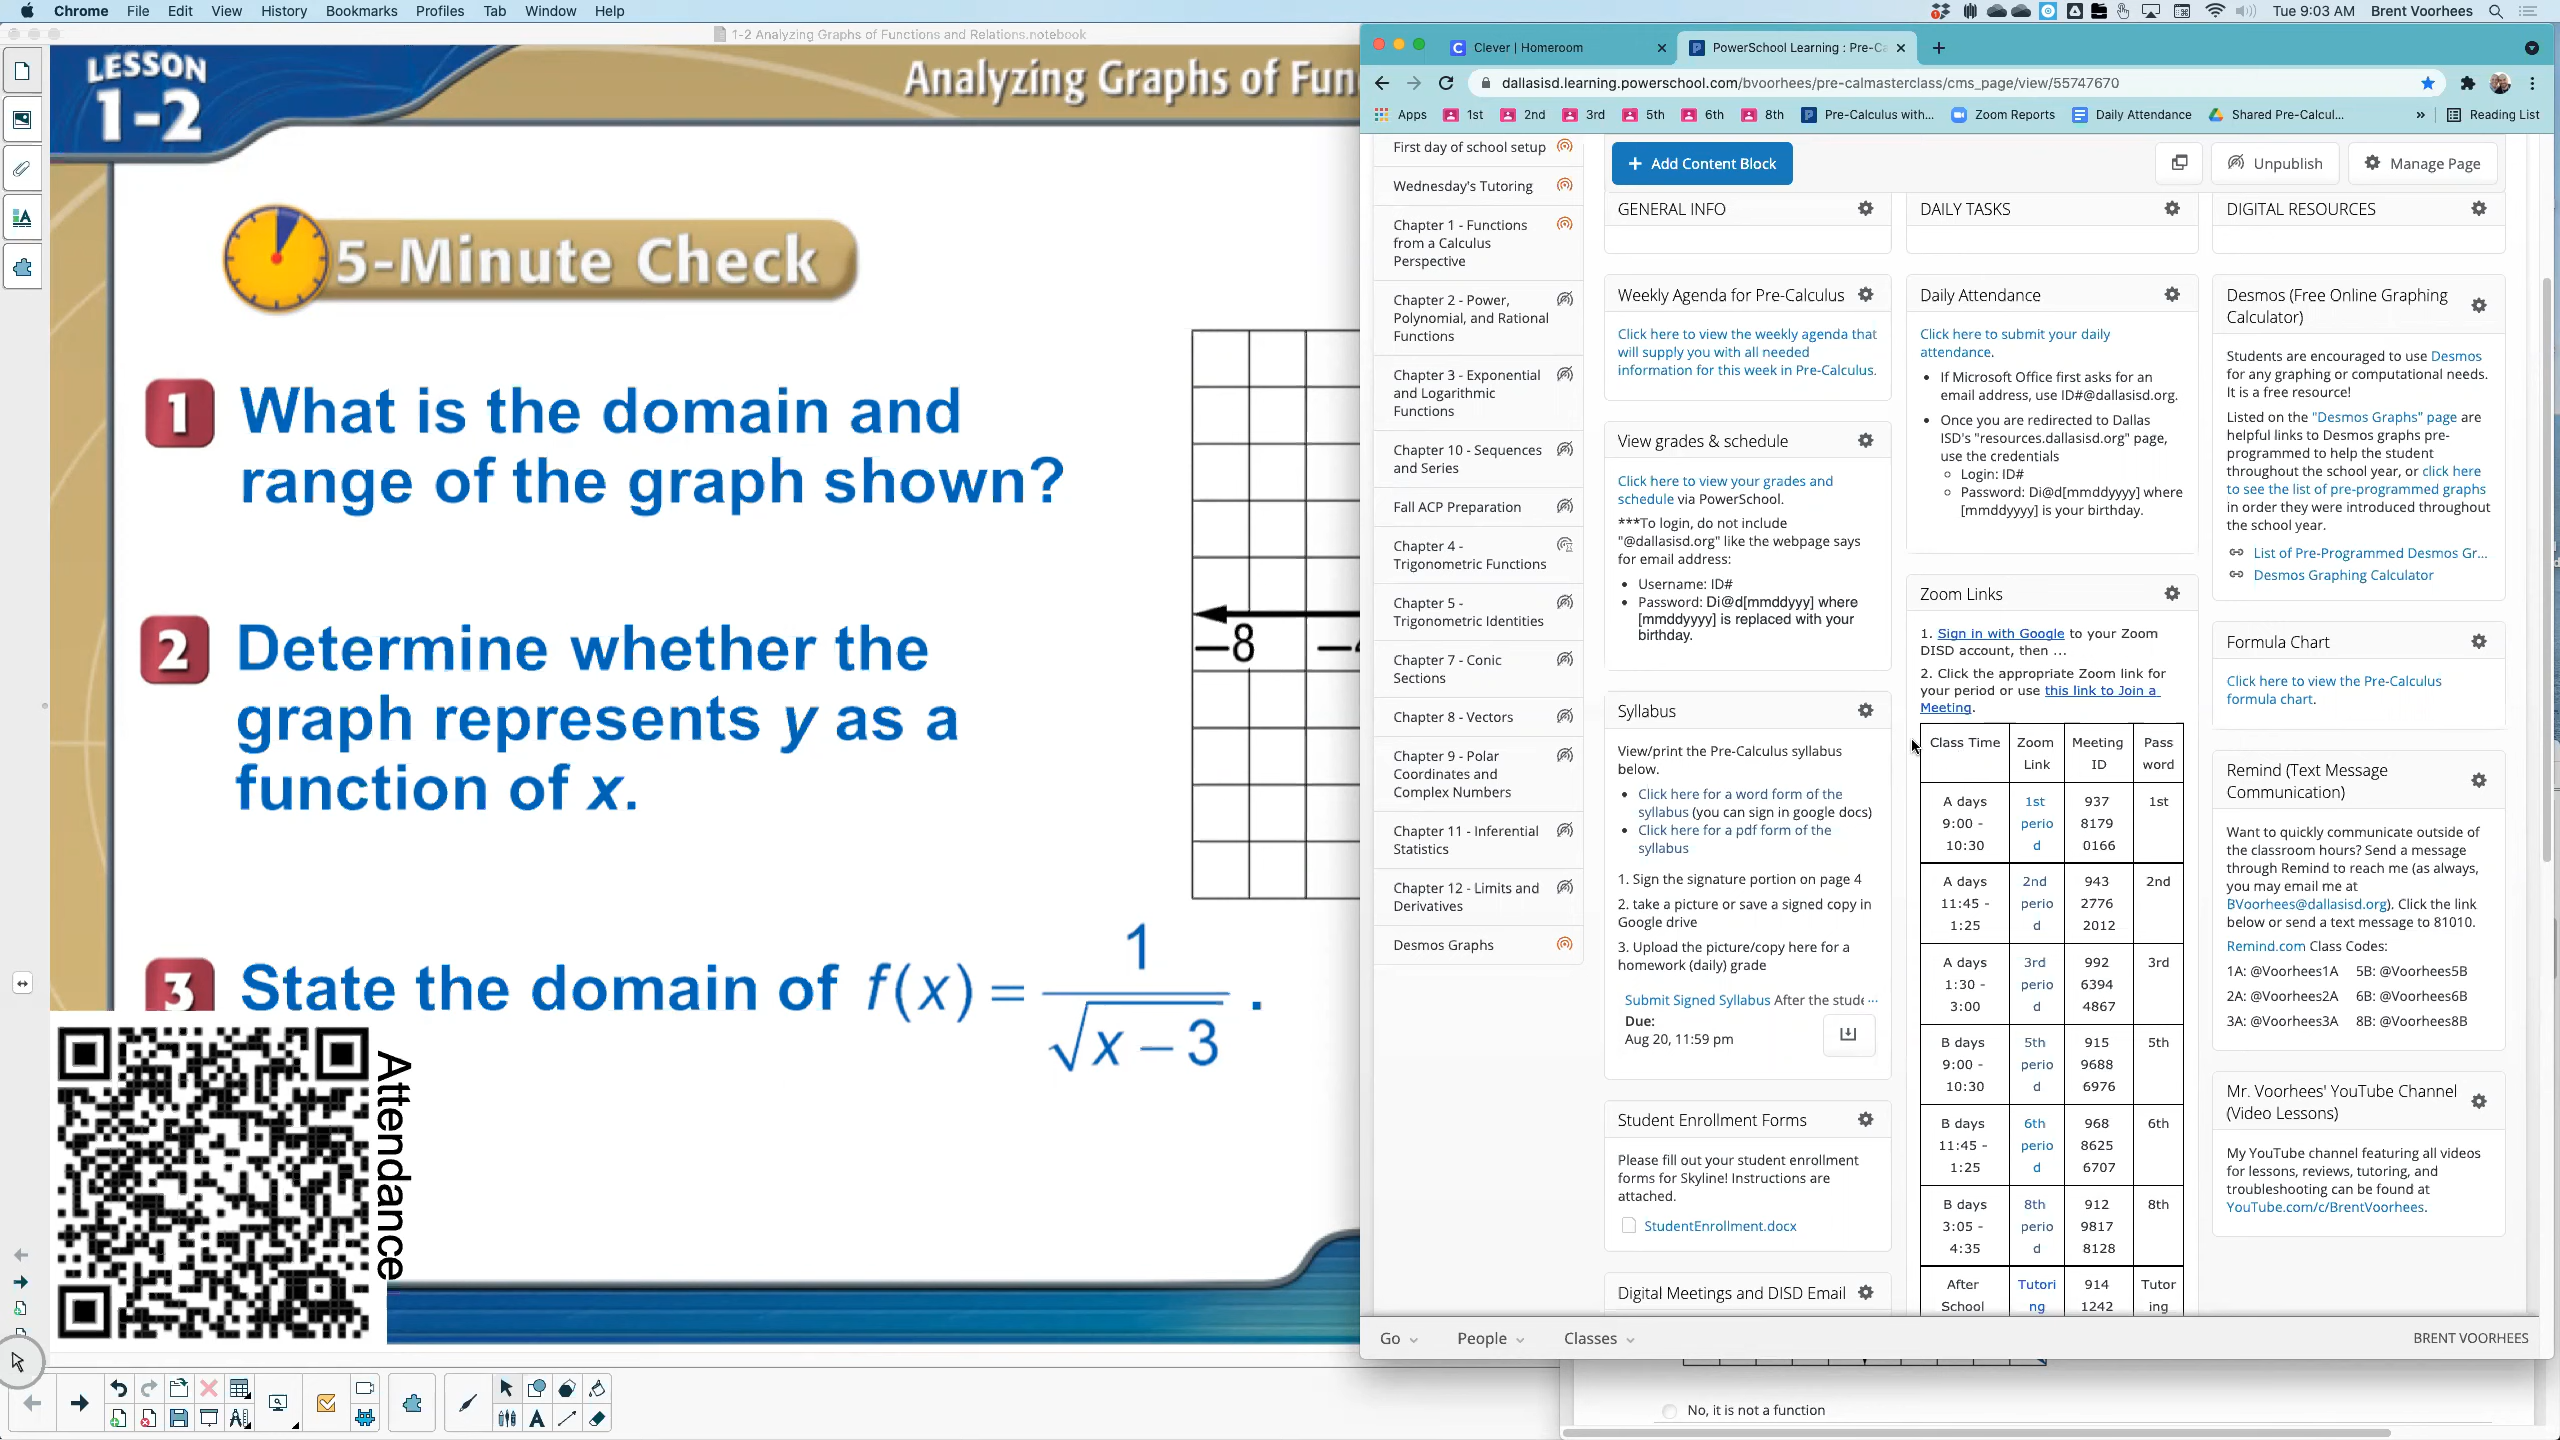 Chrome File Edit View History Bookmarks Profiles Tab Window Help
Tue 9:03 AM Brent Voorhees
1-2 Analyzing Graphs of Functions and Relations.notebook
LESSON
1-2
Analyzing Graphs of Fun
5-Minute Check
1 What is the domain and
range of the graph shown?
2 Determine whether the
graph represents y as a
function of x.
3 State the domain of f(x) = 1 / √x – 3 .
–8
Attendance
Clever | Homeroom
PowerSchool Learning : Pre-Ca
dallasisd.learning.powerschool.com/bvoorhees/pre-calmasterclass/cms_page/view/55747670
Apps 1st 2nd 3rd 5th 6th 8th Pre-Calculus with... Zoom Reports Daily Attendance Shared Pre-Calcul... » Reading List
First day of school setup
Wednesday's Tutoring
Chapter 1 - Functions
from a Calculus
Perspective
Chapter 2 - Power,
Polynomial, and Rational
Functions
Chapter 3 - Exponential
and Logarithmic
Functions
Chapter 10 - Sequences
and Series
Fall ACP Preparation
Chapter 4 -
Trigonometric Functions
Chapter 5 -
Trigonometric Identities
Chapter 7 - Conic
Sections
Chapter 8 - Vectors
Chapter 9 - Polar
Coordinates and
Complex Numbers
Chapter 11 - Inferential
Statistics
Chapter 12 - Limits and
Derivatives
Desmos Graphs
+ Add Content Block
Unpublish
Manage Page
GENERAL INFO
Weekly Agenda for Pre-Calculus
Click here to view the weekly agenda that
will supply you with all needed
information for this week in Pre-Calculus.
View grades & schedule
Click here to view your grades and
schedule via PowerSchool.
***To login, do not include
"@dallasisd.org" like the webpage says
for email address:
• Username: ID#
• Password: Di@d[mmddyyy] where
[mmddyyyy] is replaced with your
birthday.
Syllabus
View/print the Pre-Calculus syllabus
below.
• Click here for a word form of the
syllabus (you can sign in google docs)
• Click here for a pdf form of the
syllabus
1. Sign the signature portion on page 4
2. take a picture or save a signed copy in
Google drive
3. Upload the picture/copy here for a
homework (daily) grade
Submit Signed Syllabus After the stude ...
Due:
Aug 20, 11:59 pm
Student Enrollment Forms
Please fill out your student enrollment
forms for Skyline! Instructions are
attached.
StudentEnrollment.docx
Digital Meetings and DISD Email
DAILY TASKS
Daily Attendance
Click here to submit your daily
attendance.
• If Microsoft Office first asks for an
email address, use ID#@dallasisd.org.
• Once you are redirected to Dallas
ISD's "resources.dallasisd.org" page,
use the credentials
Login: ID#
Password: Di@d[mmddyyyy] where
[mmddyyyy] is your birthday.
Zoom Links
1. Sign in with Google to your Zoom
DISD account, then ...
2. Click the appropriate Zoom link for
your period or use this link to Join a
Meeting.
Class Time Zoom Meeting Pass
Link ID word
A days 1st 937 1st
9:00 - perio 8179
10:30 d 0166
A days 2nd 943 2nd
11:45 - perio 2776
1:25 d 2012
A days 3rd 992 3rd
1:30 - perio 6394
3:00 d 4867
B days 5th 915 5th
9:00 - perio 9688
10:30 d 6976
B days 6th 968 6th
11:45 - perio 8625
1:25 d 6707
B days 8th 912 8th
3:05 - perio 9817
4:35 d 8128
After Tutori 914 Tutor
School ng 1242 ing
DIGITAL RESOURCES
Desmos (Free Online Graphing
Calculator)
Students are encouraged to use Desmos
for any graphing or computational needs.
It is a free resource!
Listed on the "Desmos Graphs" page are
helpful links to Desmos graphs pre-
programmed to help the student
throughout the school year, or click here
to see the list of pre-programmed graphs
in order they were introduced throughout
the school year.
List of Pre-Programmed Desmos Gr...
Desmos Graphing Calculator
Formula Chart
Click here to view the Pre-Calculus
formula chart.
Remind (Text Message
Communication)
Want to quickly communicate outside of
the classroom hours? Send a message
through Remind to reach me (as always,
you may email me at
BVoorhees@dallasisd.org). Click the link
below or send a text message to 81010.
Remind.com Class Codes:
1A: @Voorhees1A 5B: @Voorhees5B
2A: @Voorhees2A 6B: @Voorhees6B
3A: @Voorhees3A 8B: @Voorhees8B
Mr. Voorhees' YouTube Channel
(Video Lessons)
My YouTube channel featuring all videos
for lessons, reviews, tutoring, and
troubleshooting can be found at
YouTube.com/c/BrentVoorhees.
Go People Classes
BRENT VOORHEES
No, it is not a function